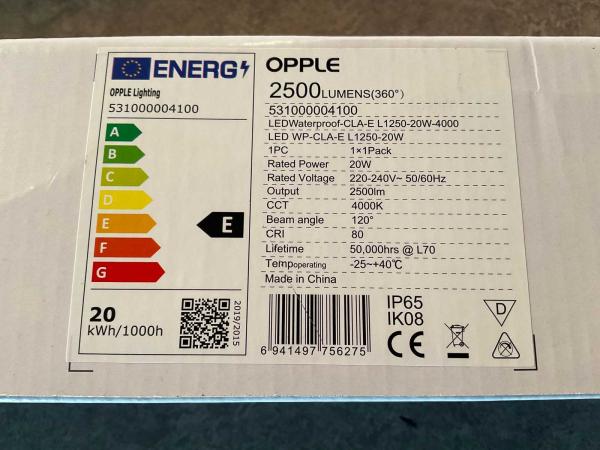 ENERG
OPPLE Lighting
531000004100
A
B
C
D
E
F
G
E
20
kWh/1000h
2019/2015
OPPLE
2500LUMENS(360°)
531000004100
LEDWaterproof-CLA-E L1250-20W-4000
LED WP-CLA-E L1250-20W
1PC 1×1Pack
Rated Power 20W
Rated Voltage 220-240V~ 50/60Hz
Output 2500lm
CCT 4000K
Beam angle 120°
CRI 80
Lifetime 50,000hrs @ L70
Tempoperating -25~+40℃
Made in China
6 941497 756275
IP65
IK08
CE
D